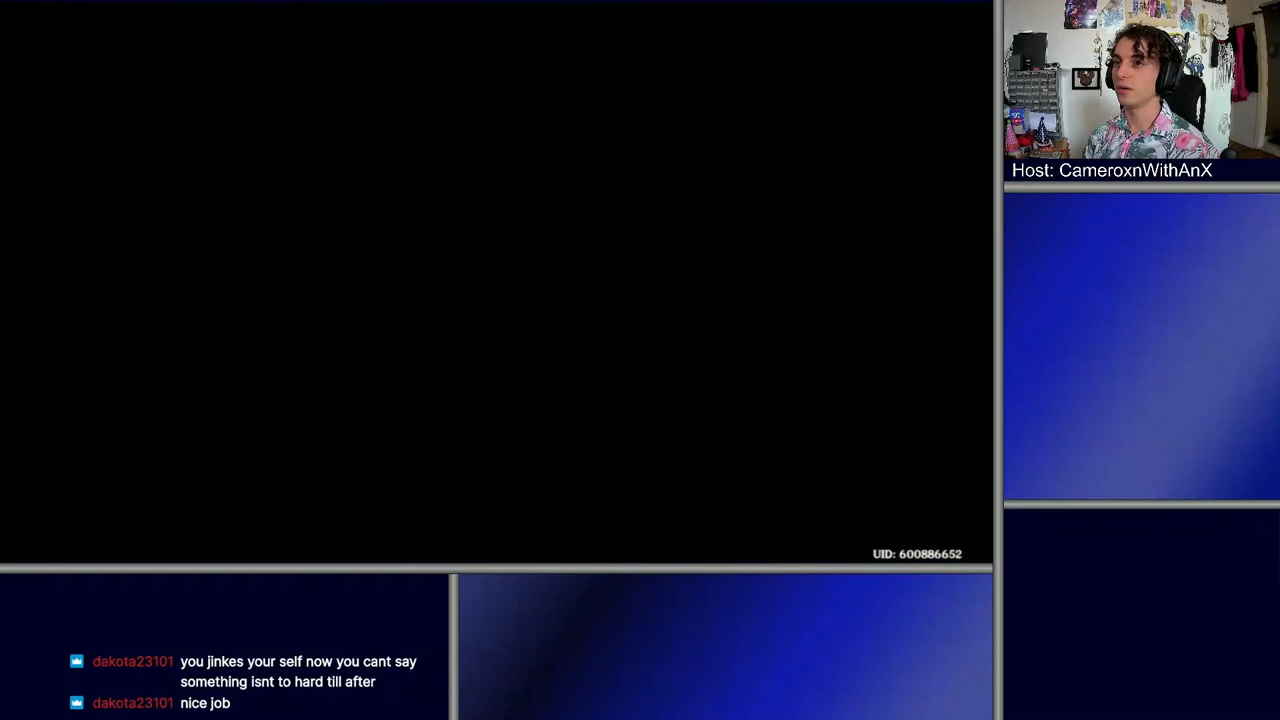 Host: CameroxnWithAnX
UID: 600886652
dakota23101 you jinkes your self now you cant say
something isnt to hard till after
dakota23101 nice job